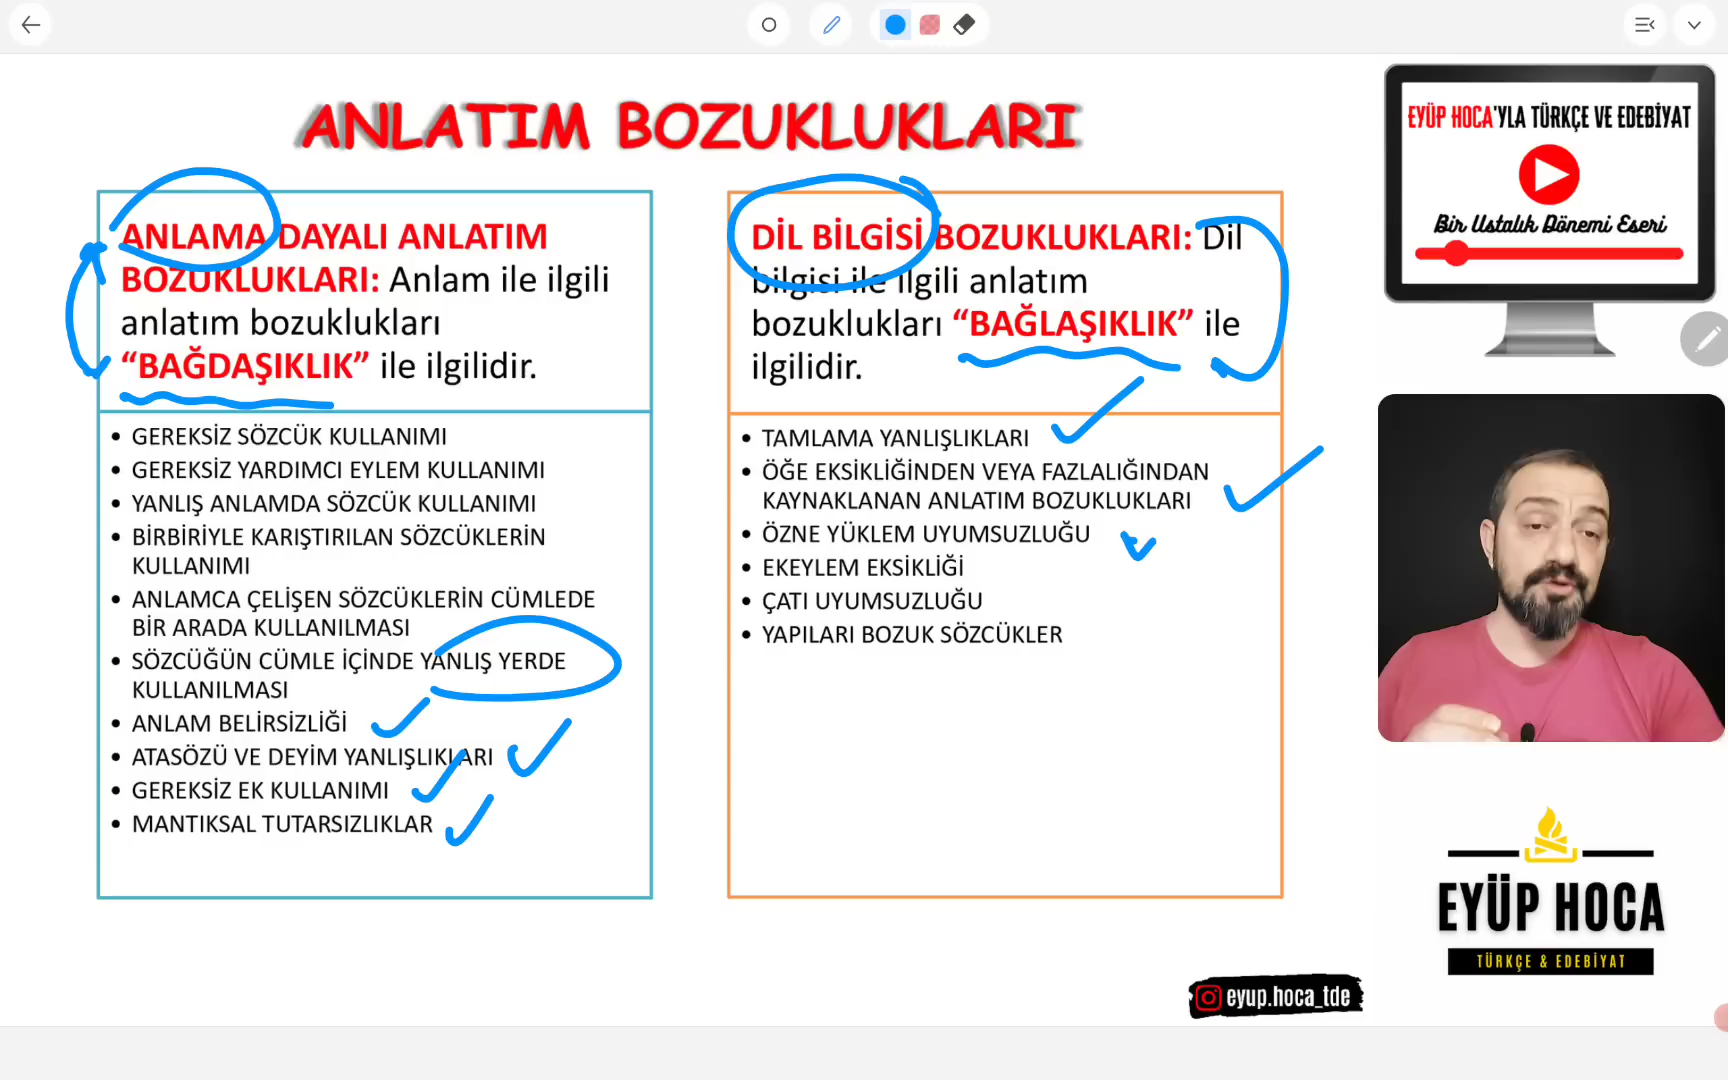 ANLATIM BOZUKLUKLARI
ANLAMA DAYALI ANLATIM
BOZUKLUKLARI: Anlam ile ilgili
anlatım bozuklukları
“BAĞDAŞIKLIK” ile ilgilidir.
• GEREKSİZ SÖZCÜK KULLANIMI
• GEREKSİZ YARDIMCI EYLEM KULLANIMI
• YANLIŞ ANLAMDA SÖZCÜK KULLANIMI
• BİRBİRİYLE KARIŞTIRILAN SÖZCÜKLERİN
KULLANIMI
• ANLAMCA ÇELİŞEN SÖZCÜKLERİN CÜMLEDE
BİR ARADA KULLANILMASI
• SÖZCÜĞÜN CÜMLE İÇİNDE YANLIŞ YERDE
KULLANILMASI
• ANLAM BELİRSİZLİĞİ
• ATASÖZÜ VE DEYİM YANLIŞLIKLARI
• GEREKSİZ EK KULLANIMI
• MANTIKSAL TUTARSIZLIKLAR
DİL BİLGİSİ BOZUKLUKLARI: Dil
bilgisi ile ilgili anlatım
bozuklukları “BAĞLAŞIKLIK” ile
ilgilidir.
• TAMLAMA YANLIŞLIKLARI
• ÖĞE EKSİKLİĞİNDEN VEYA FAZLALIĞINDAN
KAYNAKLANAN ANLATIM BOZUKLUKLARI
• ÖZNE YÜKLEM UYUMSUZLUĞU
• EKEYLEM EKSİKLİĞİ
• ÇATI UYUMSUZLUĞU
• YAPILARI BOZUK SÖZCÜKLER
EYÜP HOCA'YLA TÜRKÇE VE EDEBİYAT
Bir Ustalık Dönemi Eseri
EYÜP HOCA
TÜRKÇE & EDEBİYAT
eyup.hoca_tde